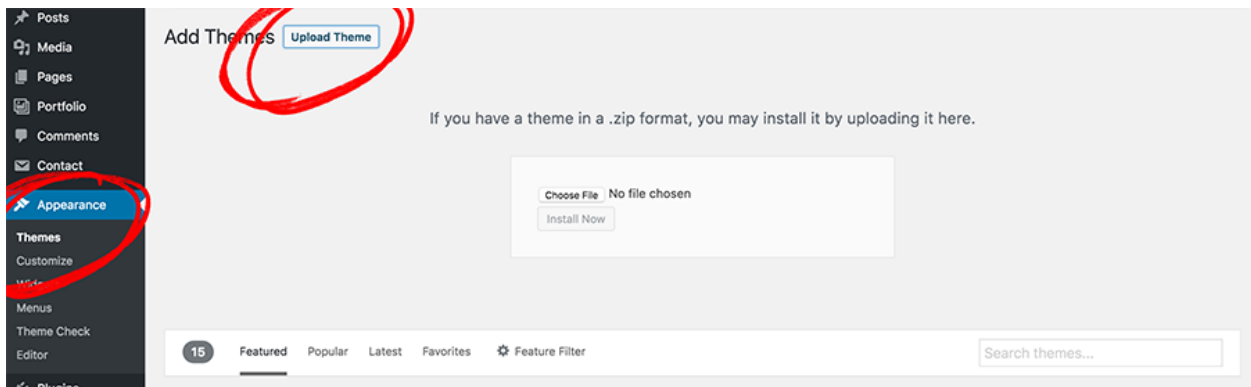 Posts
Media
Pages
Portfolio
Comments
Contact
Appearance
Themes
Customize
Menus
Theme Check
Editor
Add Themes Upload Theme
If you have a theme in a .zip format, you may install it by uploading it here.
Choose File No file chosen
Install Now
15 Featured Popular Latest Favorites Feature Filter Search themes...